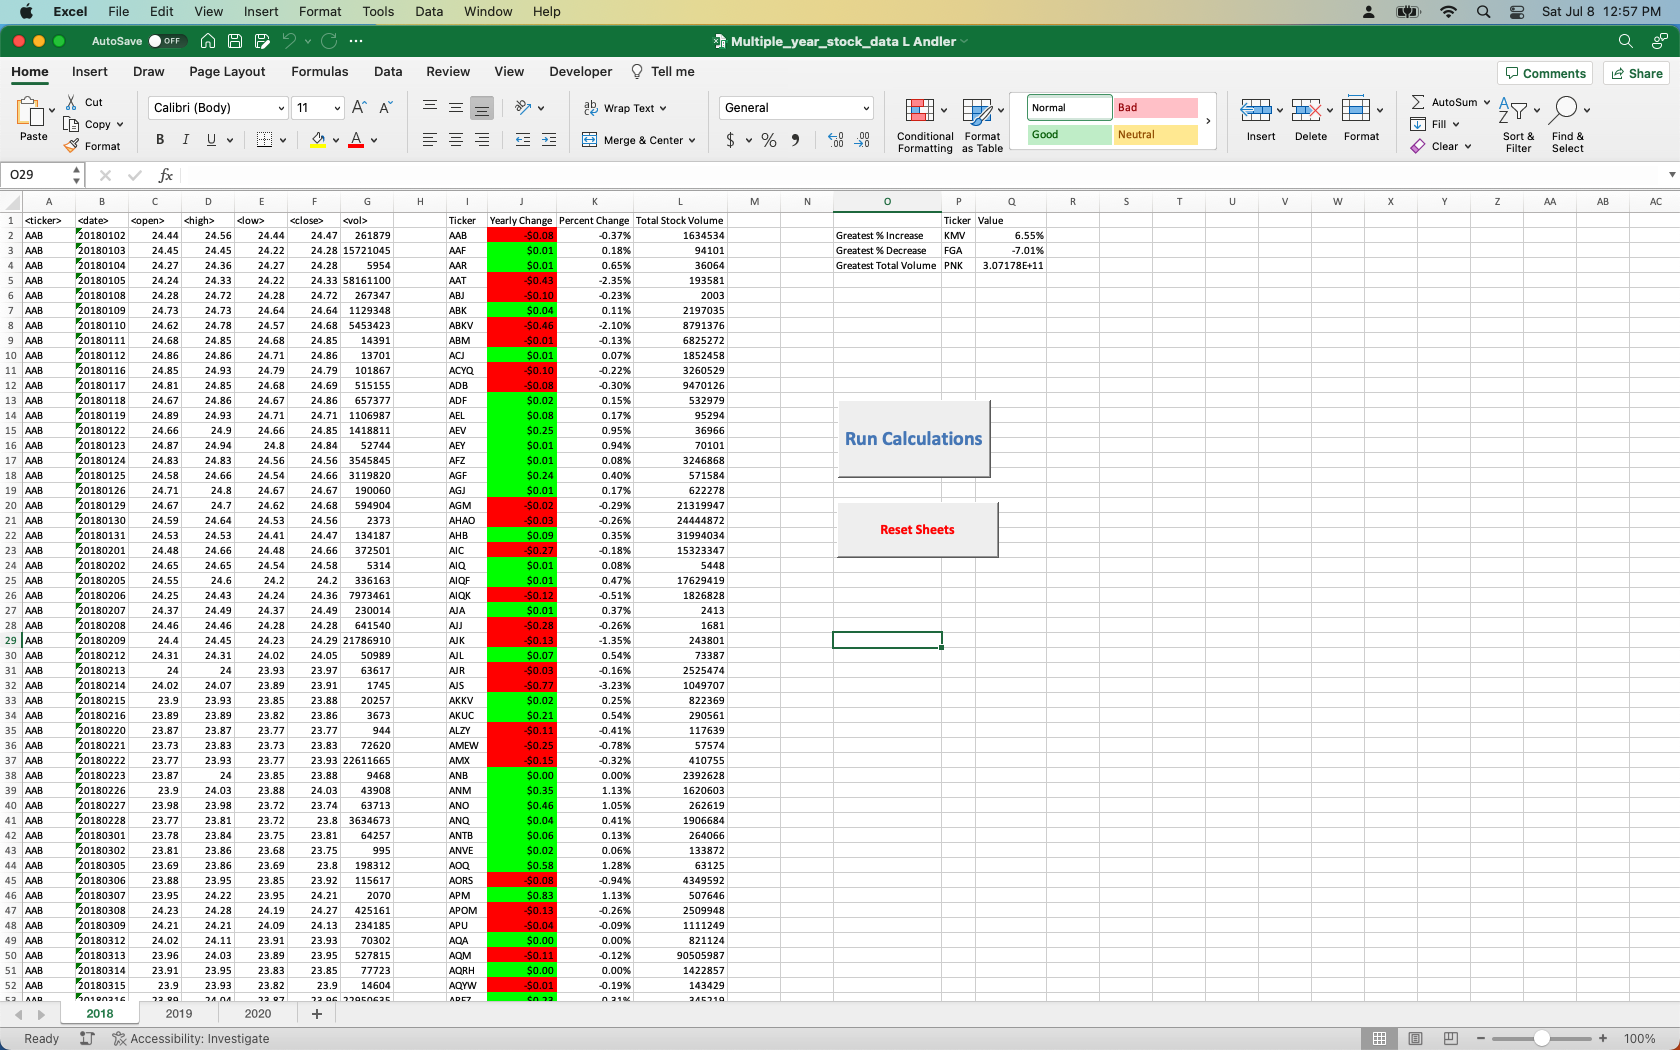 Excel File Edit View Insert Format Tools Data Window Help Sat Jul 8 12:57 PM
AutoSave OFF Multiple_year_stock_data L Andler
Home Insert Draw Page Layout Formulas Data Review View Developer Tell me Comments Share
Paste Cut Copy Format
Calibri (Body) 11
B I U
Wrap Text
Merge & Center
General
$ %
Conditional Formatting Format as Table
Normal Bad
Good Neutral
Insert Delete Format
AutoSum
Fill
Clear
Sort & Filter Find & Select
O29 fx
A B C D E F G H I J K L M N O P Q R S T U V W X Y Z AA AB AC
1 <ticker> <date> <open> <high> <low> <close> <vol> Ticker Yearly Change Percent Change Total Stock Volume Ticker Value
2 AAB 20180102 24.44 24.56 24.44 24.47 261879 AAB -$0.08 -0.37% 1634534 Greatest % Increase KMV 6.55%
3 AAB 20180103 24.45 24.45 24.22 24.28 15721045 AAF $0.01 0.18% 94101 Greatest % Decrease FGA -7.01%
4 AAB 20180104 24.27 24.36 24.27 24.28 5954 AAR $0.01 0.65% 36064 Greatest Total Volume PNK 3.07178E+11
5 AAB 20180105 24.24 24.33 24.22 24.33 58161100 AAT -$0.43 -2.35% 193581
6 AAB 20180108 24.28 24.72 24.28 24.72 267347 ABJ -$0.10 -0.23% 2003
7 AAB 20180109 24.73 24.73 24.64 24.64 1129348 ABK $0.04 0.11% 2197035
8 AAB 20180110 24.62 24.78 24.57 24.68 5453423 ABKV -$0.46 -2.10% 8791376
9 AAB 20180111 24.68 24.85 24.68 24.85 14391 ABM -$0.01 -0.13% 6825272
10 AAB 20180112 24.86 24.86 24.71 24.86 13701 ACJ $0.01 0.07% 1852458
11 AAB 20180116 24.85 24.93 24.79 24.79 101867 ACYQ -$0.10 -0.22% 3260529
12 AAB 20180117 24.81 24.85 24.68 24.69 515155 ADB -$0.08 -0.30% 9470126
13 AAB 20180118 24.67 24.86 24.67 24.86 657377 ADF $0.02 0.15% 532979
14 AAB 20180119 24.89 24.93 24.71 24.71 1106987 AEL $0.08 0.17% 95294
15 AAB 20180122 24.66 24.9 24.66 24.85 1418811 AEV $0.25 0.95% 36966
16 AAB 20180123 24.87 24.94 24.8 24.84 52744 AEY $0.01 0.94% 70101
17 AAB 20180124 24.83 24.83 24.56 24.56 3545845 AFZ $0.01 0.08% 3246868
18 AAB 20180125 24.58 24.66 24.54 24.66 3119820 AGF $0.24 0.40% 571584
19 AAB 20180126 24.71 24.8 24.67 24.67 190060 AGJ $0.01 0.17% 622278
20 AAB 20180129 24.67 24.7 24.62 24.68 594904 AGM -$0.02 -0.29% 21319947
21 AAB 20180130 24.59 24.64 24.53 24.56 2373 AHAO -$0.03 -0.26% 24444872
22 AAB 20180131 24.53 24.53 24.41 24.47 134187 AHB $0.09 0.35% 31994034
23 AAB 20180201 24.48 24.66 24.48 24.66 372501 AIC -$0.27 -0.18% 15323347
24 AAB 20180202 24.65 24.65 24.54 24.58 5314 AIQ $0.01 0.08% 5448
25 AAB 20180205 24.55 24.6 24.2 24.2 336163 AIQF $0.01 0.47% 17629419
26 AAB 20180206 24.25 24.43 24.24 24.36 7973461 AIQK -$0.12 -0.51% 1826828
27 AAB 20180207 24.37 24.49 24.37 24.49 230014 AJA $0.01 0.37% 2413
28 AAB 20180208 24.46 24.46 24.28 24.28 641540 AJJ -$0.28 -0.26% 1681
29 AAB 20180209 24.4 24.45 24.23 24.29 21786910 AJK -$0.13 -1.35% 243801
30 AAB 20180212 24.31 24.31 24.02 24.05 50989 AJL $0.07 0.54% 73387
31 AAB 20180213 24 24 23.93 23.97 63617 AJR -$0.03 -0.16% 2525474
32 AAB 20180214 24.02 24.07 23.89 23.91 1745 AJS -$0.77 -3.23% 1049707
33 AAB 20180215 23.9 23.93 23.85 23.88 20257 AKKV $0.02 0.25% 822369
34 AAB 20180216 23.89 23.89 23.82 23.86 3673 AKUC $0.21 0.54% 290561
35 AAB 20180220 23.87 23.87 23.77 23.77 944 ALZY -$0.11 -0.41% 117639
36 AAB 20180221 23.73 23.83 23.73 23.83 72620 AMEW -$0.25 -0.78% 57574
37 AAB 20180222 23.77 23.93 23.77 23.93 22611665 AMX -$0.15 -0.32% 410755
38 AAB 20180223 23.87 24 23.85 23.88 9468 ANB $0.00 0.00% 2392628
39 AAB 20180226 23.9 24.03 23.88 24.03 43908 ANM $0.35 1.13% 1620603
40 AAB 20180227 23.98 23.98 23.72 23.74 63713 ANO $0.46 1.05% 262619
41 AAB 20180228 23.77 23.81 23.72 23.8 3634673 ANQ $0.04 0.41% 1906684
42 AAB 20180301 23.78 23.84 23.75 23.81 64257 ANTB $0.06 0.13% 264066
43 AAB 20180302 23.81 23.86 23.68 23.75 995 ANVE $0.02 0.06% 133872
44 AAB 20180305 23.69 23.86 23.69 23.8 198312 AOQ $0.58 1.28% 63125
45 AAB 20180306 23.88 23.95 23.85 23.92 115617 AORS -$0.08 -0.94% 4349592
46 AAB 20180307 23.95 24.22 23.95 24.21 2070 APM $0.83 1.13% 507646
47 AAB 20180308 24.23 24.28 24.19 24.27 425161 APOM -$0.13 -0.26% 2509948
48 AAB 20180309 24.21 24.21 24.09 24.13 234185 APU -$0.04 -0.09% 1111249
49 AAB 20180312 24.02 24.11 23.91 23.93 70302 AQA $0.00 0.00% 821124
50 AAB 20180313 23.96 24.03 23.89 23.95 527815 AQM -$0.11 -0.12% 90505987
51 AAB 20180314 23.91 23.95 23.83 23.85 77723 AQRH $0.00 0.00% 1422857
52 AAB 20180315 23.9 23.93 23.82 23.9 14604 AQYW -$0.01 -0.19% 143429
Run Calculations
Reset Sheets
2018 2019 2020 +
Ready Accessibility: Investigate 100%